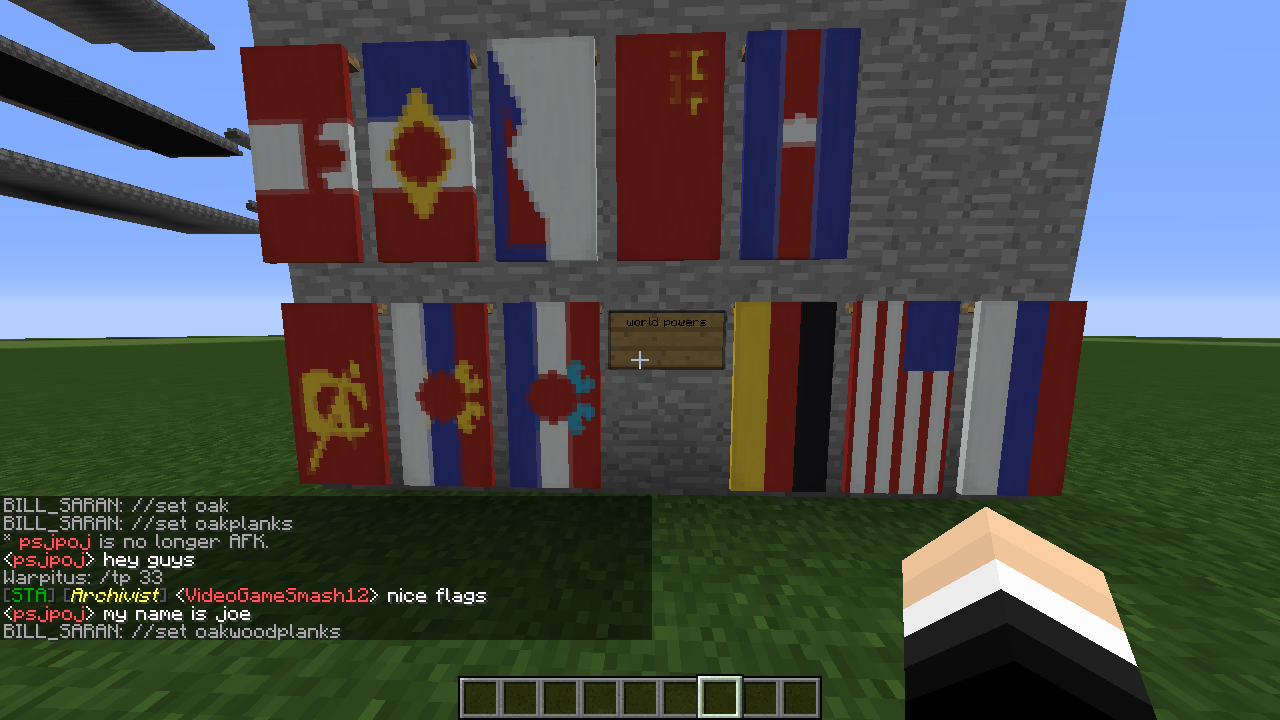 world powers
BILL_SARAN: //set oak
BILL_SARAN: //set oakplanks
* psjpoj is no longer AFK.
<psjpoj> hey guys
Warpitus: /tp 33
[STA] [Archivist] <VideoGameSmash12> nice flags
<psjpoj> my name is joe
BILL_SARAN: //set oakwoodplanks